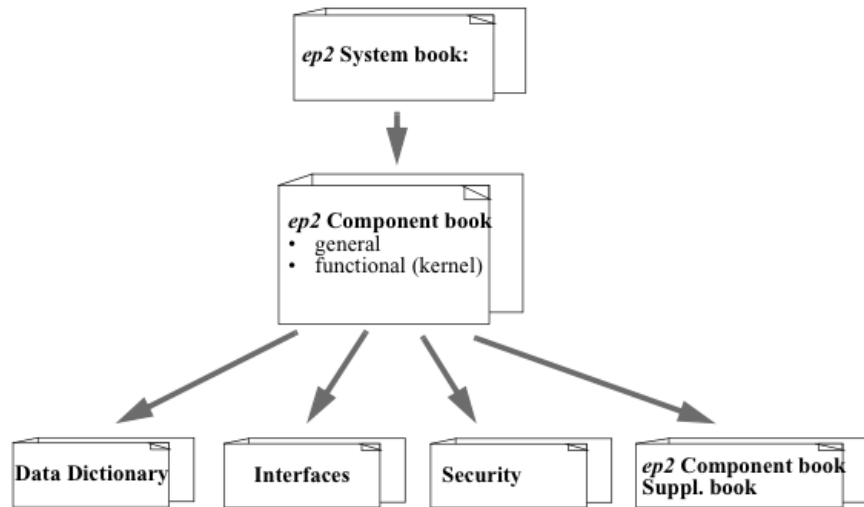 ep2 System book:
ep2 Component book
• general
• functional (kernel)
Data Dictionary
Interfaces
Security
ep2 Component book
Suppl. book